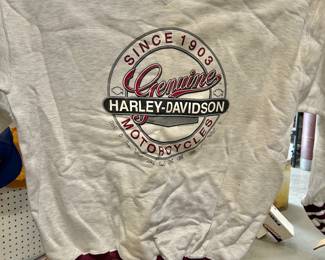 SINCE 1903
Genuine
HARLEY-DAVIDSON
MOTORCYCLES